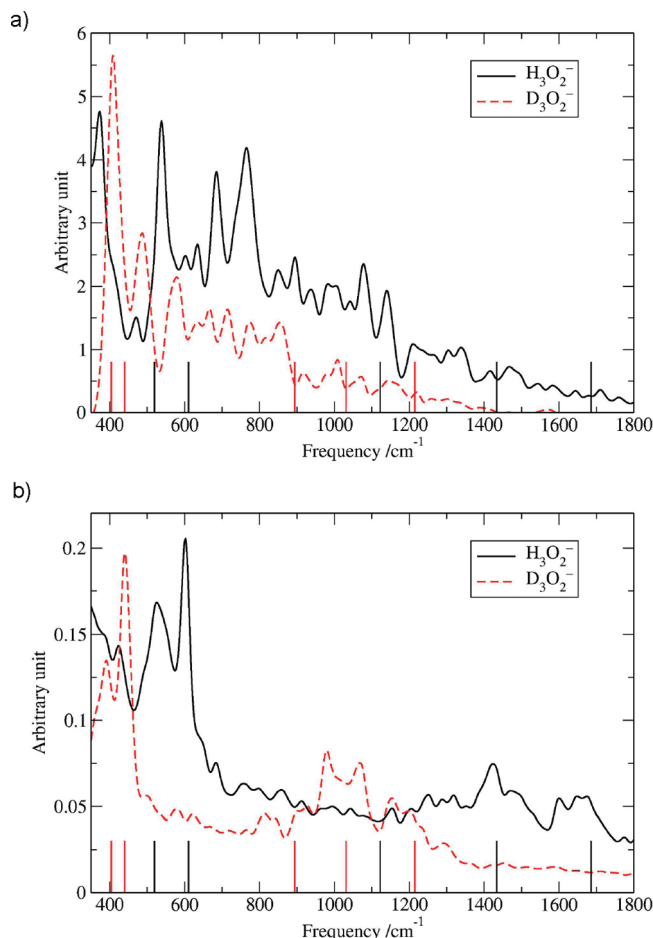 a)
6
5
4
3
2
1
0
Arbitrary unit
H₃O₂⁻
D₃O₂⁻
400 600 800 1000 1200 1400 1600 1800
Frequency /cm⁻¹
b)
0.2
0.15
0.1
0.05
0
Arbitrary unit
H₃O₂⁻
D₃O₂⁻
400 600 800 1000 1200 1400 1600 1800
Frequency /cm⁻¹